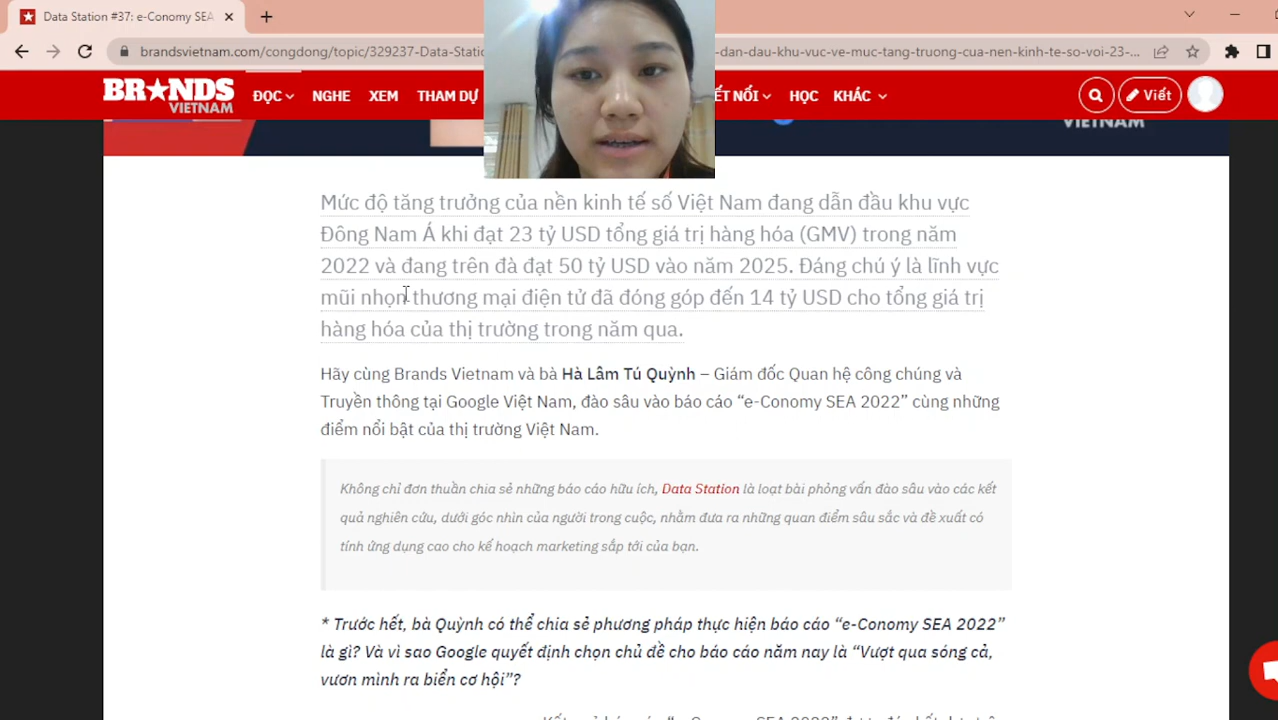 Data Station #37: e-Conomy SEA
brandsvietnam.com/congdong/topic/329237-Data-Stati
-dan-dau-khu-vuc-ve-muc-tang-truong-cua-nen-kinh-te-so-voi-23-...
BR★NDS VIETNAM
ĐỌC NGHE XEM THAM DỰ ẾT NỐI HỌC KHÁC Viết
VIETNAM
Mức độ tăng trưởng của nền kinh tế số Việt Nam đang dẫn đầu khu vực
Đông Nam Á khi đạt 23 tỷ USD tổng giá trị hàng hóa (GMV) trong năm
2022 và đang trên đà đạt 50 tỷ USD vào năm 2025. Đáng chú ý là lĩnh vực
mũi nhọn thương mại điện tử đã đóng góp đến 14 tỷ USD cho tổng giá trị
hàng hóa của thị trường trong năm qua.
Hãy cùng Brands Vietnam và bà Hà Lâm Tú Quỳnh – Giám đốc Quan hệ công chúng và
Truyền thông tại Google Việt Nam, đào sâu vào báo cáo “e-Conomy SEA 2022” cùng những
điểm nổi bật của thị trường Việt Nam.
Không chỉ đơn thuần chia sẻ những báo cáo hữu ích, Data Station là loạt bài phỏng vấn đào sâu vào các kết
quả nghiên cứu, dưới góc nhìn của người trong cuộc, nhằm đưa ra những quan điểm sâu sắc và đề xuất có
tính ứng dụng cao cho kế hoạch marketing sắp tới của bạn.
* Trước hết, bà Quỳnh có thể chia sẻ phương pháp thực hiện báo cáo “e-Conomy SEA 2022”
là gì? Và vì sao Google quyết định chọn chủ đề cho báo cáo năm nay là “Vượt qua sóng cả,
vươn mình ra biển cơ hội”?